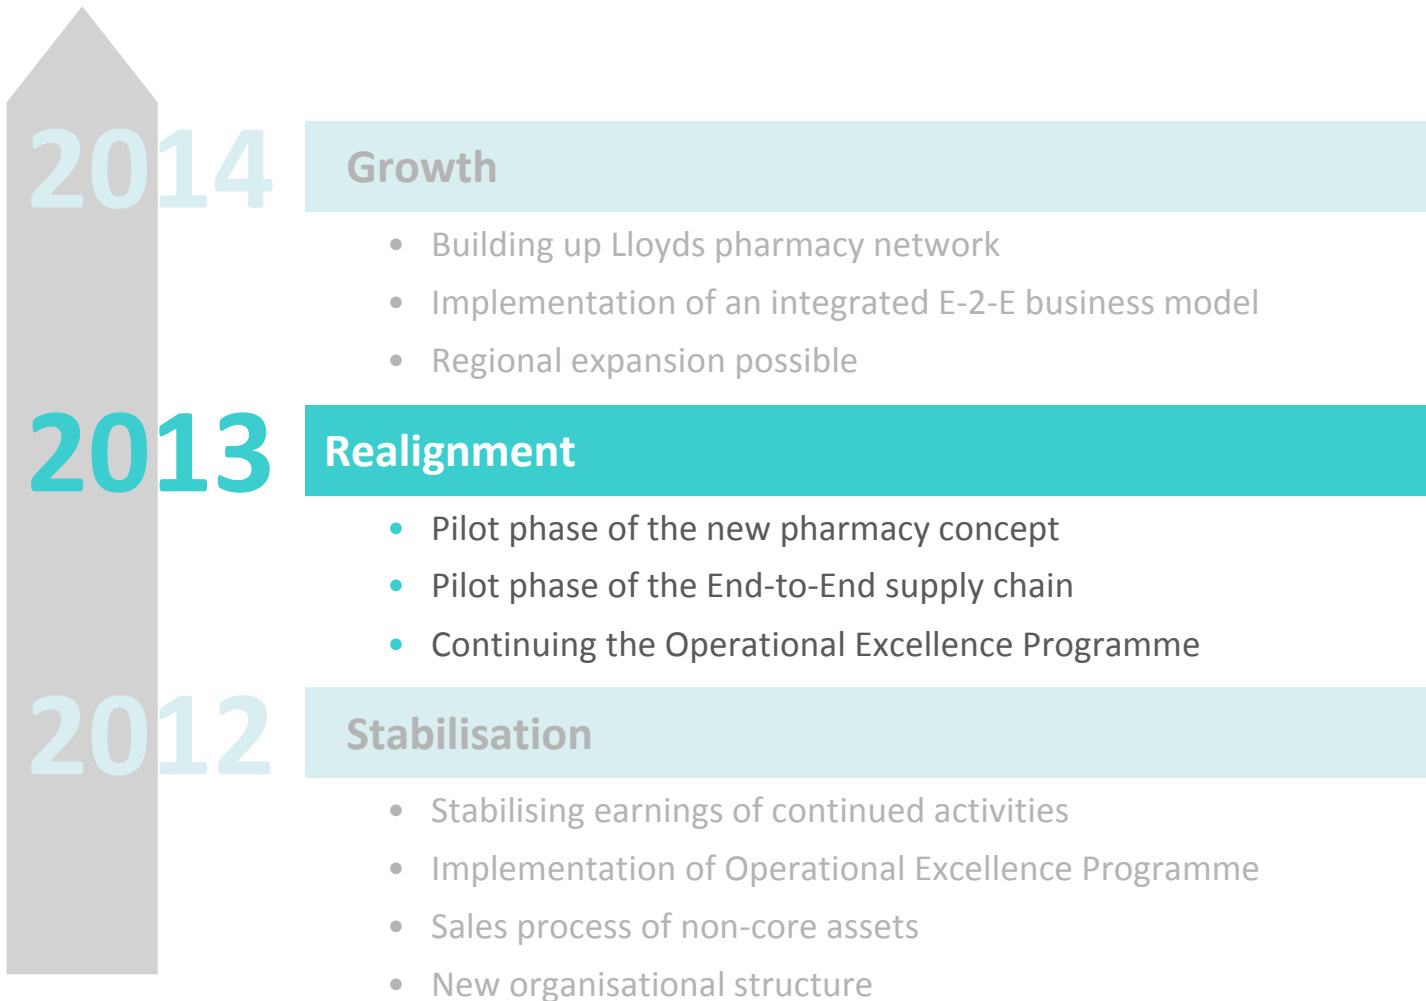 2014
Growth
• Building up Lloyds pharmacy network
• Implementation of an integrated E-2-E business model
• Regional expansion possible
2013
Realignment
• Pilot phase of the new pharmacy concept
• Pilot phase of the End-to-End supply chain
• Continuing the Operational Excellence Programme
2012
Stabilisation
• Stabilising earnings of continued activities
• Implementation of Operational Excellence Programme
• Sales process of non-core assets
• New organisational structure